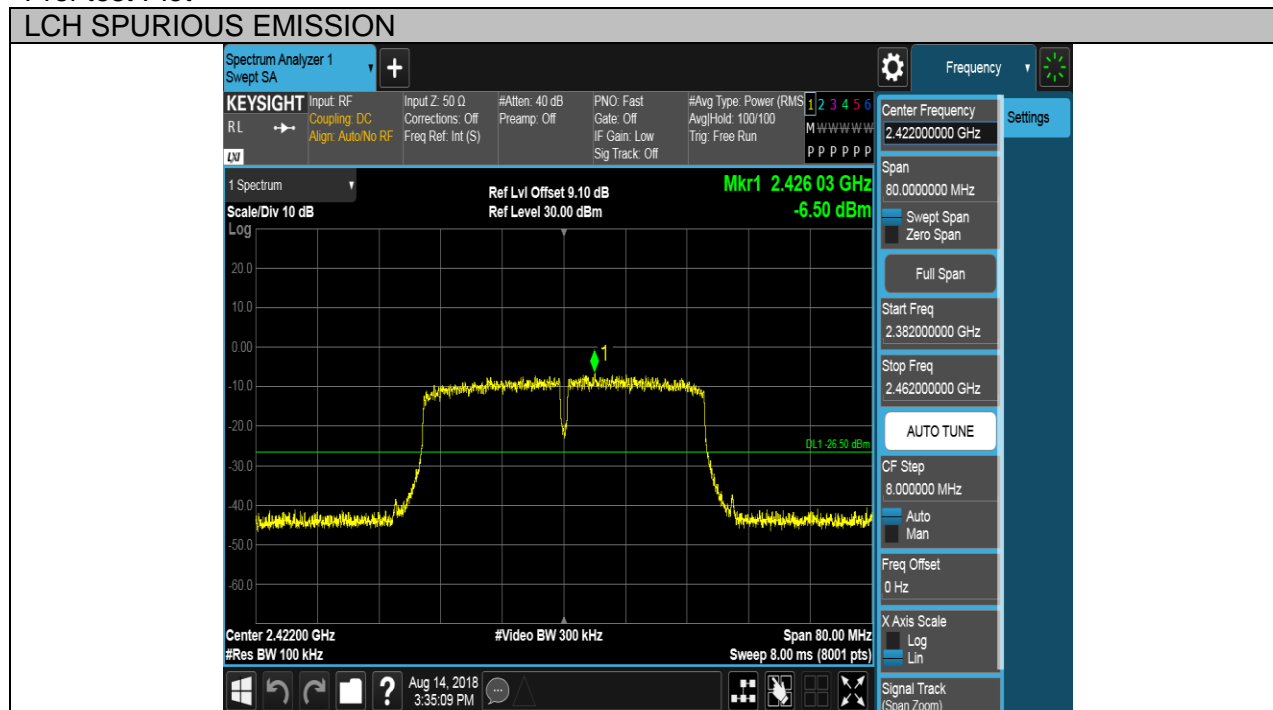 LCH SPURIOUS EMISSION
Spectrum Analyzer 1
Swept SA
+
Frequency
KEYSIGHT
RL
LXI
Input: RF
Coupling: DC
Align: Auto/No RF
Input Z: 50 Ω
Corrections: Off
Freq Ref: Int (S)
#Atten: 40 dB
Preamp: Off
PNO: Fast
Gate: Off
IF Gain: Low
Sig Track: Off
#Avg Type: Power (RMS
Avg|Hold: 100/100
Trig: Free Run
1 2 3 4 5 6
M W W W W W
P P P P P P
Center Frequency
2.422000000 GHz
Settings
Span
80.0000000 MHz
Swept Span
Zero Span
Full Span
Start Freq
2.382000000 GHz
Stop Freq
2.462000000 GHz
AUTO TUNE
CF Step
8.000000 MHz
Auto
Man
Freq Offset
0 Hz
X Axis Scale
Log
Lin
Signal Track
(Span Zoom)
1 Spectrum
Scale/Div 10 dB
Log
Ref Lvl Offset 9.10 dB
Ref Level 30.00 dBm
Mkr1 2.426 03 GHz
-6.50 dBm
20.0
10.0
0.00
1
-10.0
-20.0
DL1 -26.50 dBm
-30.0
-40.0
-50.0
-60.0
Center 2.42200 GHz
#Video BW 300 kHz
Span 80.00 MHz
#Res BW 100 kHz
Sweep 8.00 ms (8001 pts)
?
Aug 14, 2018
3:35:09 PM